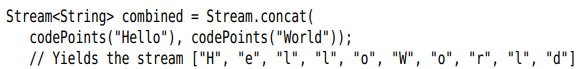 Stream<String> combined = Stream.concat(
codePoints("Hello"), codePoints("World"));
// Yields the stream ["H", "e", "l", "l", "o", "W", "o", "r", "l", "d"]